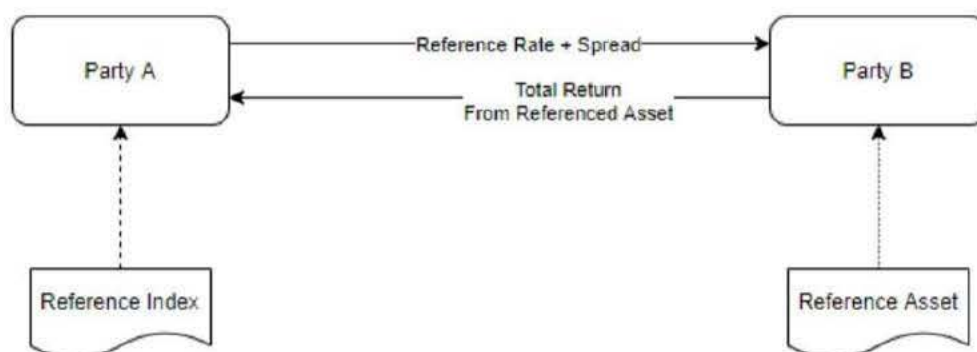 Reference Rate + Spread
Party A
Party B
Total Return
From Referenced Asset
Reference Index
Reference Asset